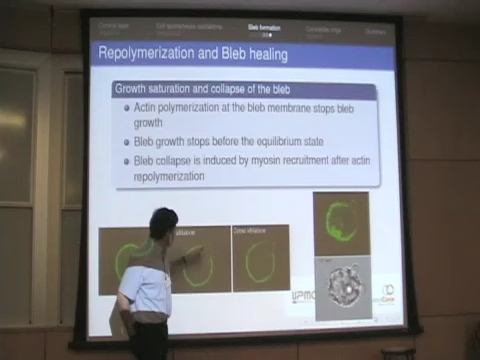 Bleb formation
Repolymerization and Bleb healing
Growth saturation and collapse of the bleb
Actin polymerization at the bleb membrane stops bleb
growth
Bleb growth stops before the equilibrium state
Bleb collapse is induced by myosin recruitment after actin
repolymerization
UPMC